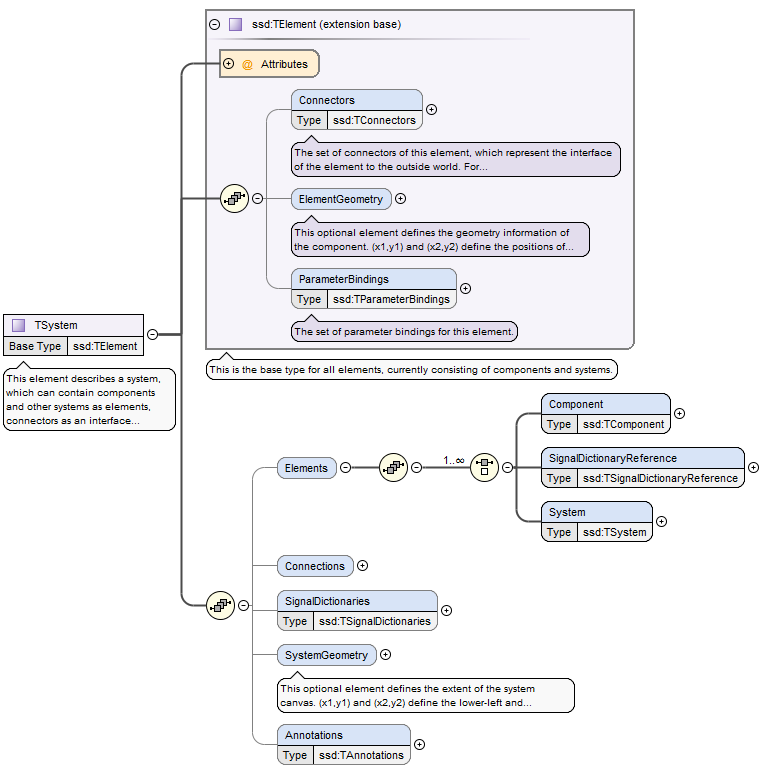 ssd:TElement (extension base)
@ Attributes
Connectors
Type ssd:TConnectors
The set of connectors of this element, which represent the interface
of the element to the outside world. For...
ElementGeometry
This optional element defines the geometry information of
the component. (x1,y1) and (x2,y2) define the positions of...
ParameterBindings
Type ssd:TParameterBindings
The set of parameter bindings for this element.
This is the base type for all elements, currently consisting of components and systems.
TSystem
Base Type ssd:TElement
This element describes a system,
which can contain components
and other systems as elements,
connectors as an interface...
Elements
1..∞
Component
Type ssd:TComponent
SignalDictionaryReference
Type ssd:TSignalDictionaryReference
System
Type ssd:TSystem
Connections
SignalDictionaries
Type ssd:TSignalDictionaries
SystemGeometry
This optional element defines the extent of the system
canvas. (x1,y1) and (x2,y2) define the lower-left and...
Annotations
Type ssd:TAnnotations